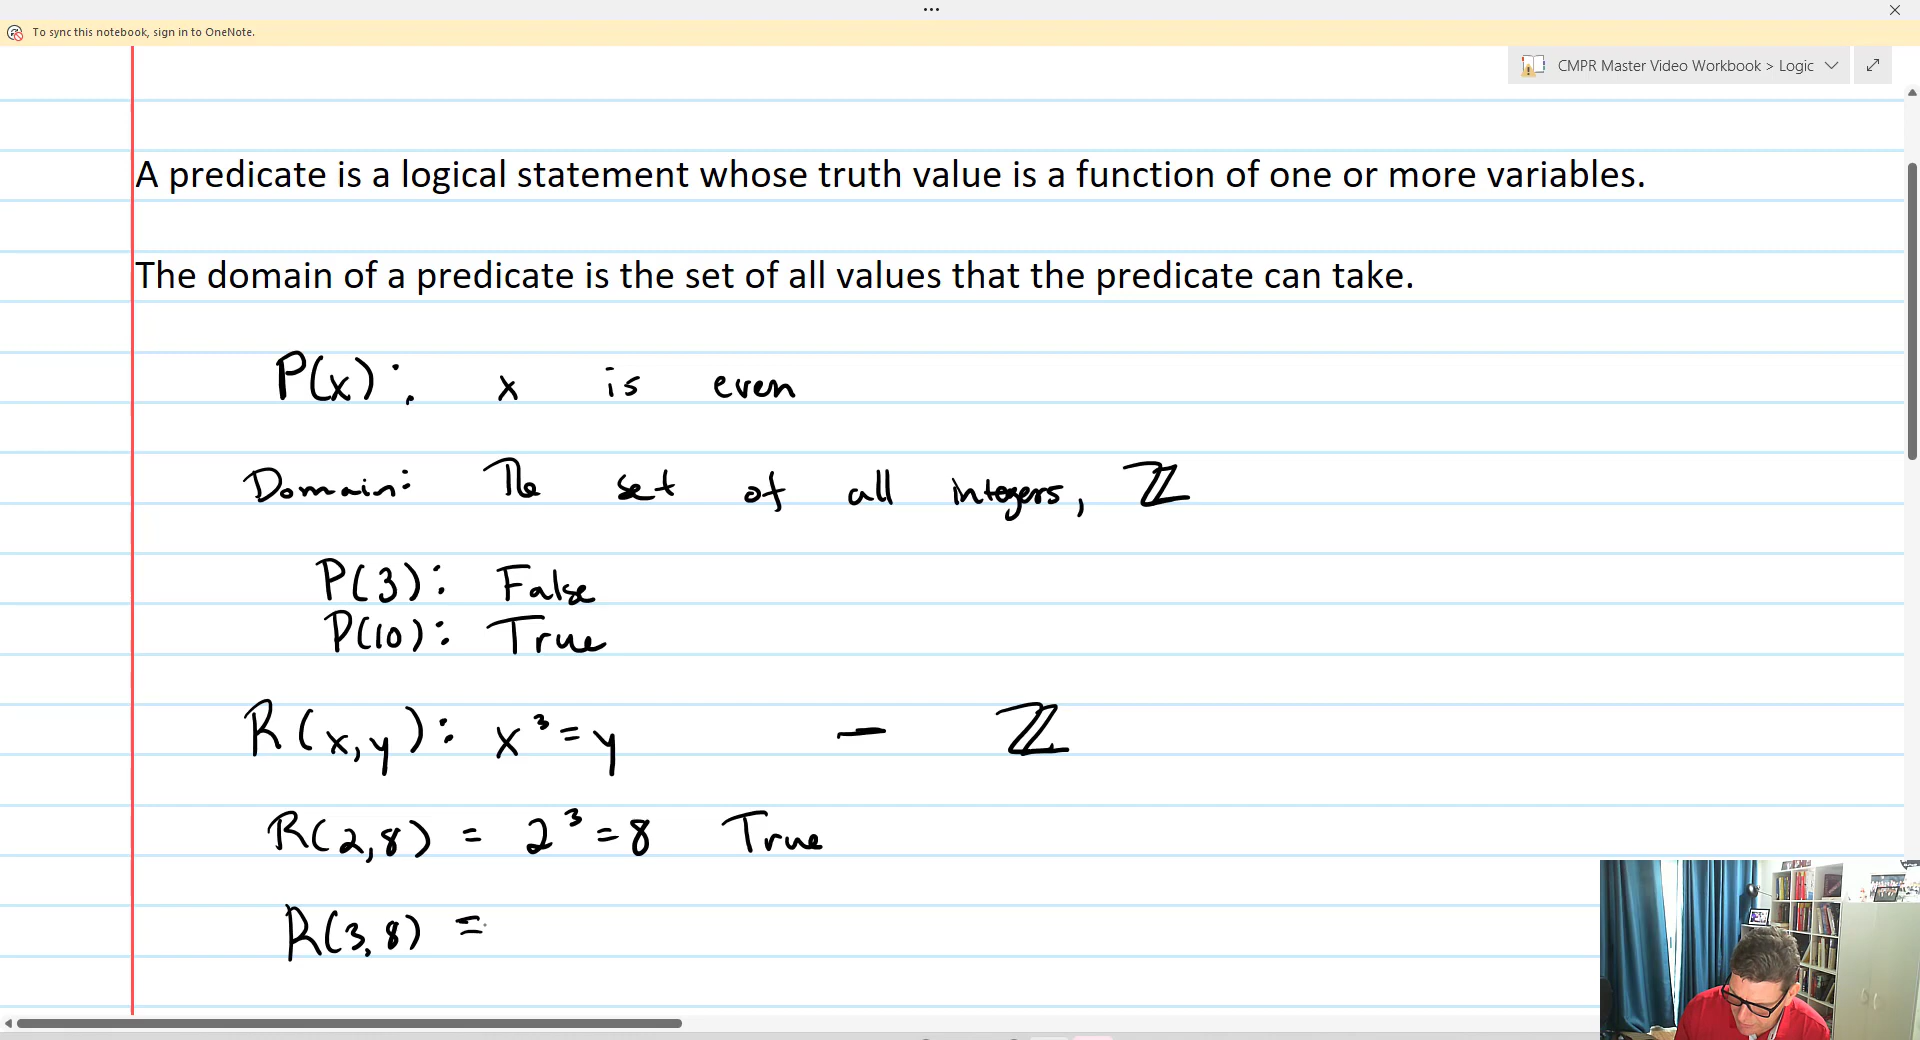 To sync this notebook, sign in to OneNote.
CMPR Master Video Workbook > Logic
A predicate is a logical statement whose truth value is a function of one or more variables.
The domain of a predicate is the set of all values that the predicate can take.
P(x): x is even
Domain: The set of all integers, ℤ
P(3): False
P(10): True
R(x,y): x³=y – ℤ
R(2,8) = 2³=8 True
R(3,8) =